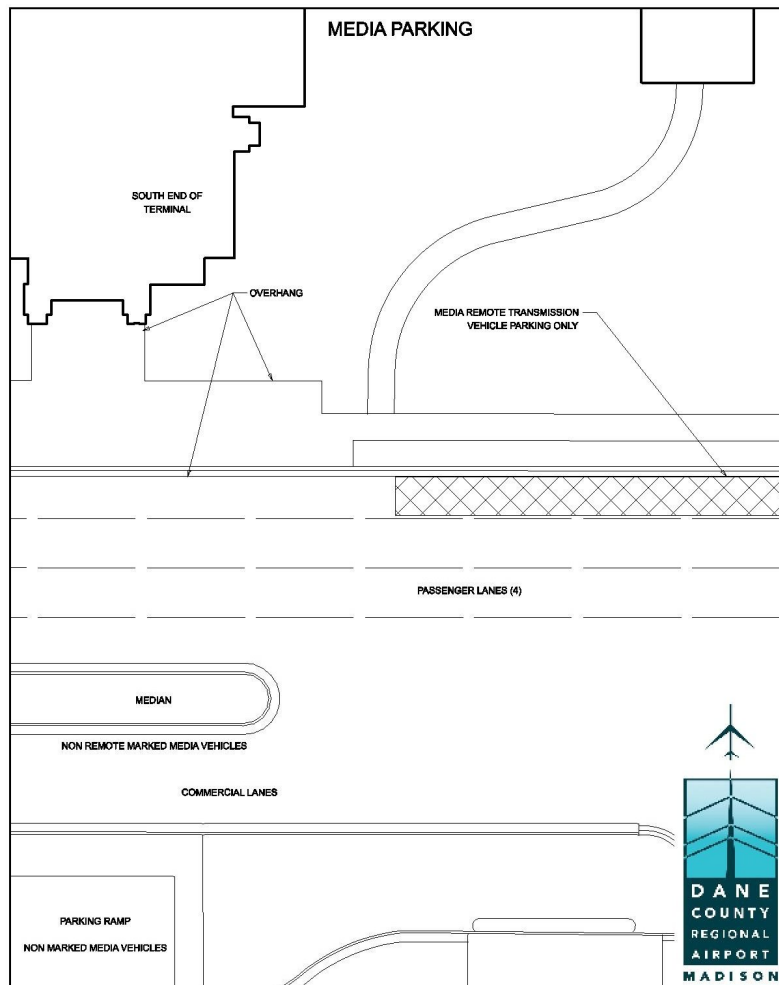 MEDIA PARKING
SOUTH END OF
TERMINAL
OVERHANG
MEDIA REMOTE TRANSMISSION
VEHICLE PARKING ONLY
PASSENGER LANES (4)
MEDIAN
NON REMOTE MARKED MEDIA VEHICLES
COMMERCIAL LANES
PARKING RAMP
NON MARKED MEDIA VEHICLES
DANE
COUNTY
REGIONAL
AIRPORT
MADISON